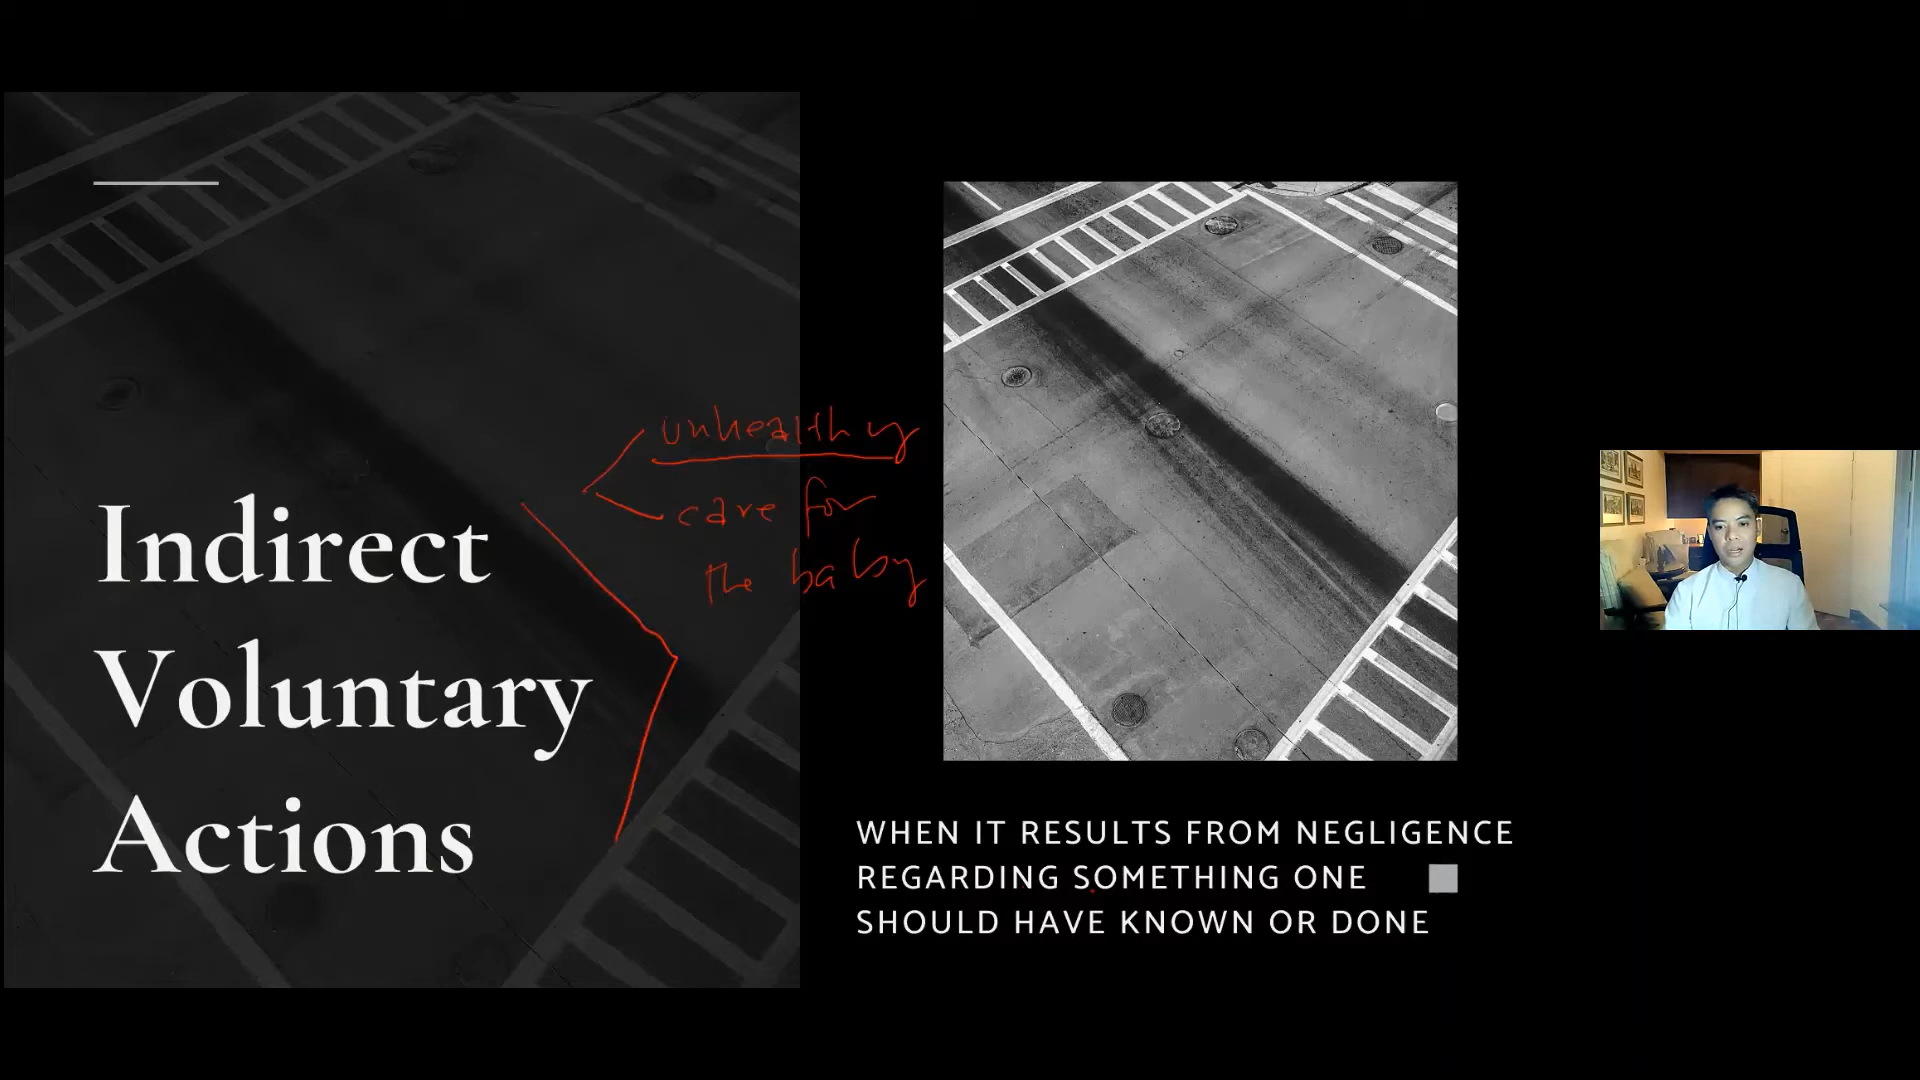 Indirect
Voluntary
Actions
unhealthy
care for
the baby
WHEN IT RESULTS FROM NEGLIGENCE
REGARDING SOMETHING ONE
SHOULD HAVE KNOWN OR DONE